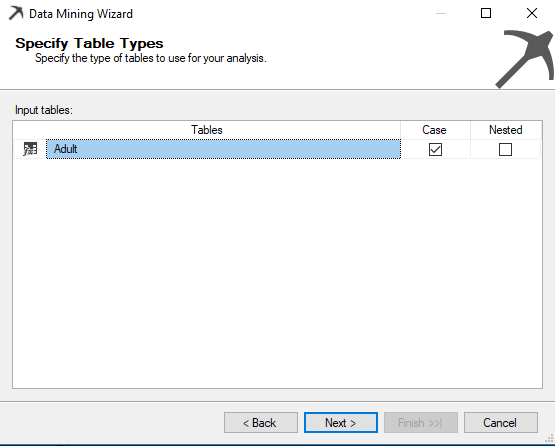 Data Mining Wizard
Specify Table Types
Specify the type of tables to use for your analysis.
Input tables:
Tables Case Nested
Adult
< Back Next > Finish >>| Cancel